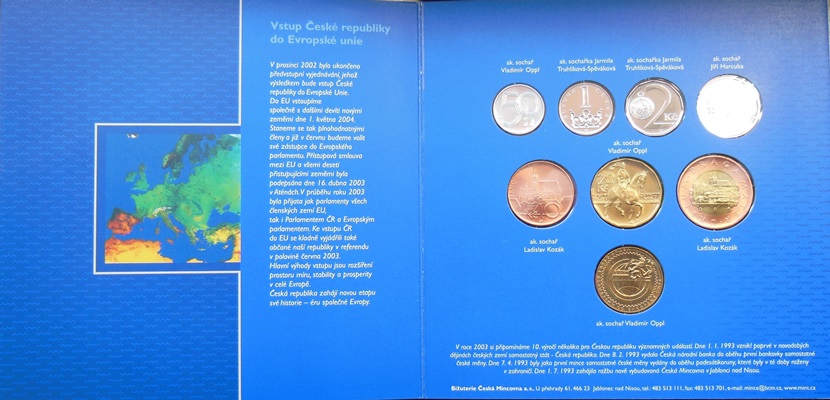 Vstup České republiky
do Evropské unie
V prosinci 2002 bylo ukončeno
předvstupní vyjednávání, jehož
výsledkem bude vstup České
republiky do Evropské Unie.
Do EU vstoupíme
společně s dalšími devíti novými
zeměmi dne 1. května 2004.
Staneme se tak plnohodnotnými
členy a již v červnu budeme volit
své zástupce do Evropského
parlamentu. Přístupová smlouva
mezi EU a všemi deseti
přistupujícími zeměmi byla
podepsána dne 16. dubna 2003
v Aténách. V průběhu roku 2003
byla přijata jak parlamenty všech
členských zemí EU,
tak i Parlamentem ČR a Evropským
parlamentem. Ke vstupu ČR
do EU se kladně vyjádřili také
občané naší republiky v referendu
v polovině června 2003.
Hlavní výhody vstupu jsou rozšíření
prostoru míru, stability a prosperity
v celé Evropě.
Česká republika zahájí novou etapu
své historie – éru společné Evropy.
ak. sochař
Vladimír Oppl
ak. sochařka Jarmila
Truhlíková-Spěváková
ak. sochařka Jarmila
Truhlíková-Spěváková
ak. sochař
Jiří Harcuba
50
1
Kč
2
Kč
ak. sochař
Vladimír Oppl
10
ak. sochař
Ladislav Kozák
ak. sochař
Ladislav Kozák
ak. sochař Vladimír Oppl
V roce 2003 si připomínáme 10. výročí několika pro Českou republiku významných událostí. Dne 1. 1. 1993 vznikl poprvé v novodobých
dějinách českých zemí samostatný stát - Česká republika. Dne 8. 2. 1993 vydala Česká národní banka do oběhu první bankovky samostatné
české měny. Dne 7. 4. 1993 byly jako první mince samostatné české měny vydány do oběhu padesátikoruny, které byly v té době raženy
v zahraničí. Dne 1. 7. 1993 zahájila ražbu nově vybudovaná Česká Mincovna v Jablonci nad Nisou.
Bižuterie Česká Mincovna a.s., U přehrady 61, 466 23 Jablonec nad Nisou, tel. 483 513 111, fax: 483 513 701, e-mail: mince@bcm.cz, www.mint.cz